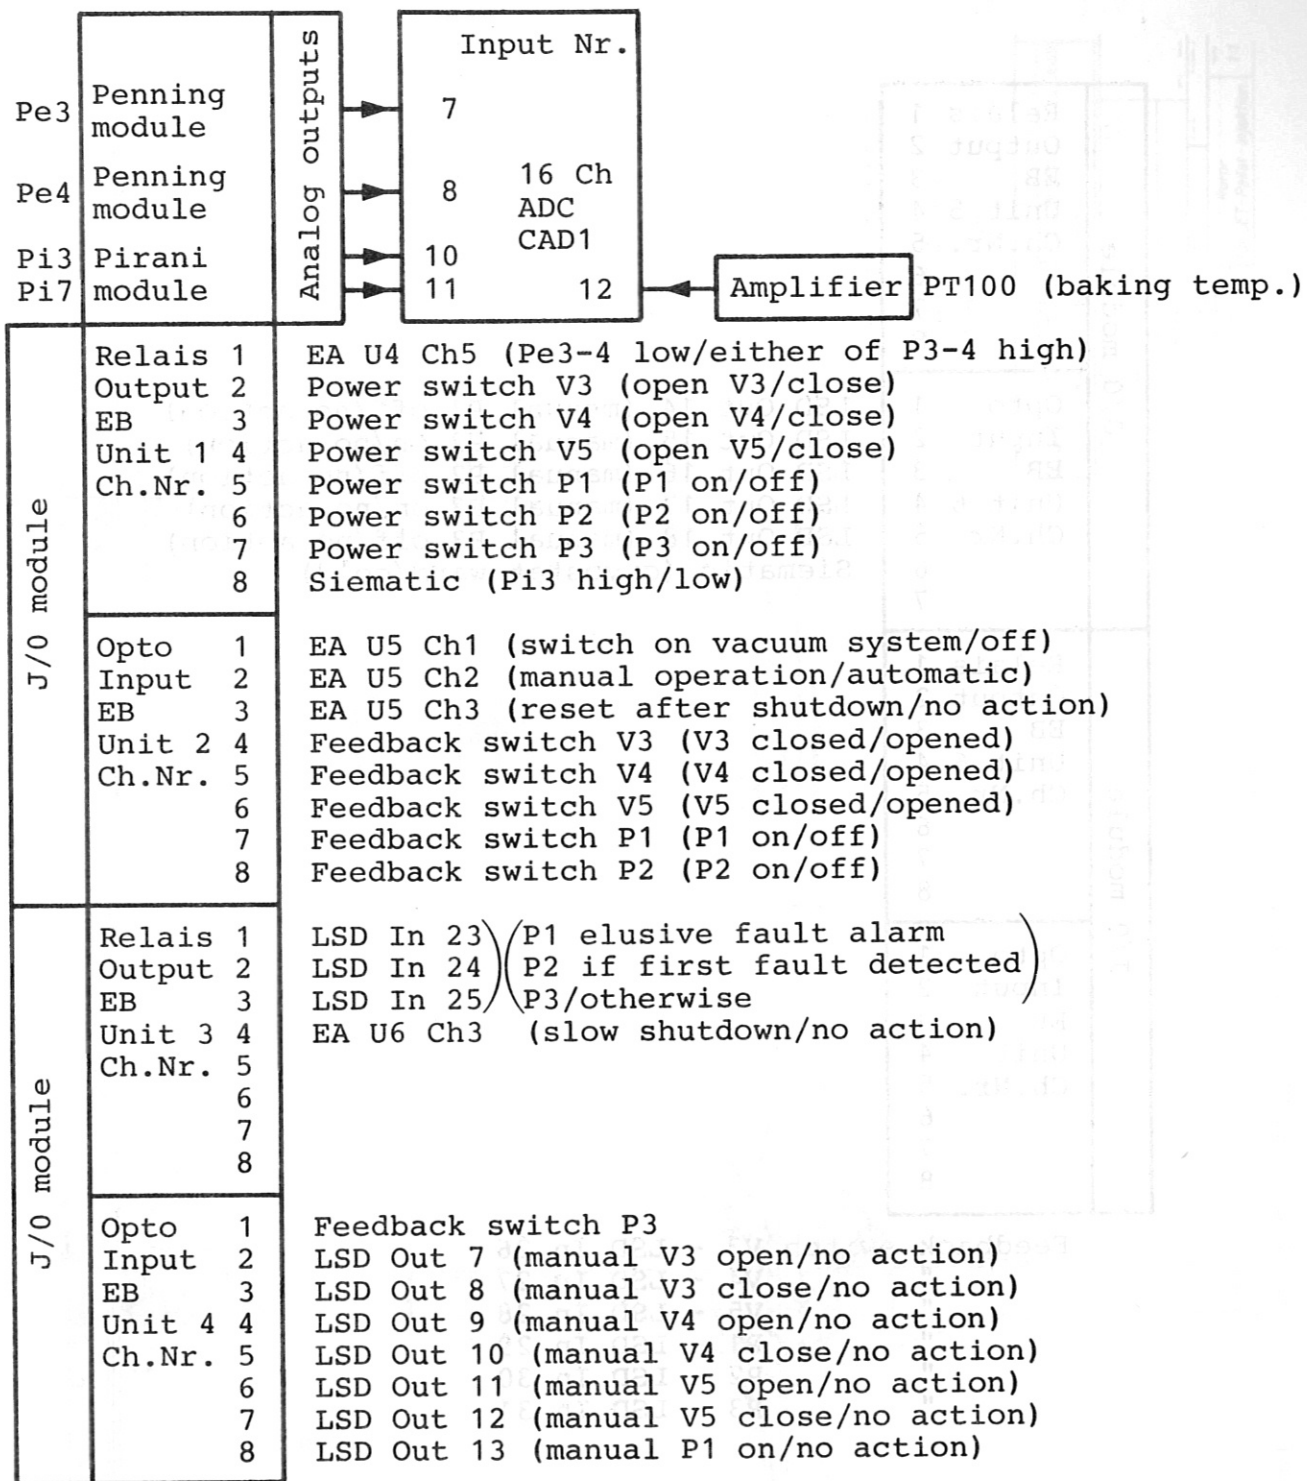 Input Nr.
Pe3 Penning module 7
Pe4 Penning module 8
Pi3 Pirani 10
Pi7 module 11
Analog outputs
16 Ch
ADC
CAD1
12 Amplifier PT100 (baking temp.)
J/O module
Relais 1 EA U4 Ch5 (Pe3-4 low/either of P3-4 high)
Output 2 Power switch V3 (open V3/close)
EB 3 Power switch V4 (open V4/close)
Unit 1 4 Power switch V5 (open V5/close)
Ch.Nr. 5 Power switch P1 (P1 on/off)
6 Power switch P2 (P2 on/off)
7 Power switch P3 (P3 on/off)
8 Siematic (Pi3 high/low)
Opto 1 EA U5 Ch1 (switch on vacuum system/off)
Input 2 EA U5 Ch2 (manual operation/automatic)
EB 3 EA U5 Ch3 (reset after shutdown/no action)
Unit 2 4 Feedback switch V3 (V3 closed/opened)
Ch.Nr. 5 Feedback switch V4 (V4 closed/opened)
6 Feedback switch V5 (V5 closed/opened)
7 Feedback switch P1 (P1 on/off)
8 Feedback switch P2 (P2 on/off)
J/O module
Relais 1 LSD In 23) (P1 elusive fault alarm
Output 2 LSD In 24) (P2 if first fault detected)
EB 3 LSD In 25) (P3/otherwise
Unit 3 4 EA U6 Ch3 (slow shutdown/no action)
Ch.Nr. 5
6
7
8
Opto 1 Feedback switch P3
Input 2 LSD Out 7 (manual V3 open/no action)
EB 3 LSD Out 8 (manual V3 close/no action)
Unit 4 4 LSD Out 9 (manual V4 open/no action)
Ch.Nr. 5 LSD Out 10 (manual V4 close/no action)
6 LSD Out 11 (manual V5 open/no action)
7 LSD Out 12 (manual V5 close/no action)
8 LSD Out 13 (manual P1 on/no action)